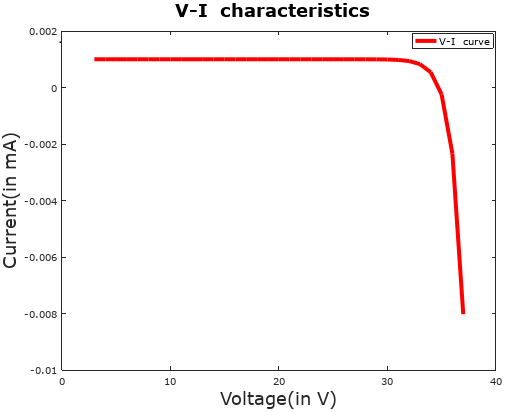 V-I characteristics
V-I curve
0.002
0
-0.002
-0.004
-0.006
-0.008
-0.01
Current(in mA)
0 10 20 30 40
Voltage(in V)